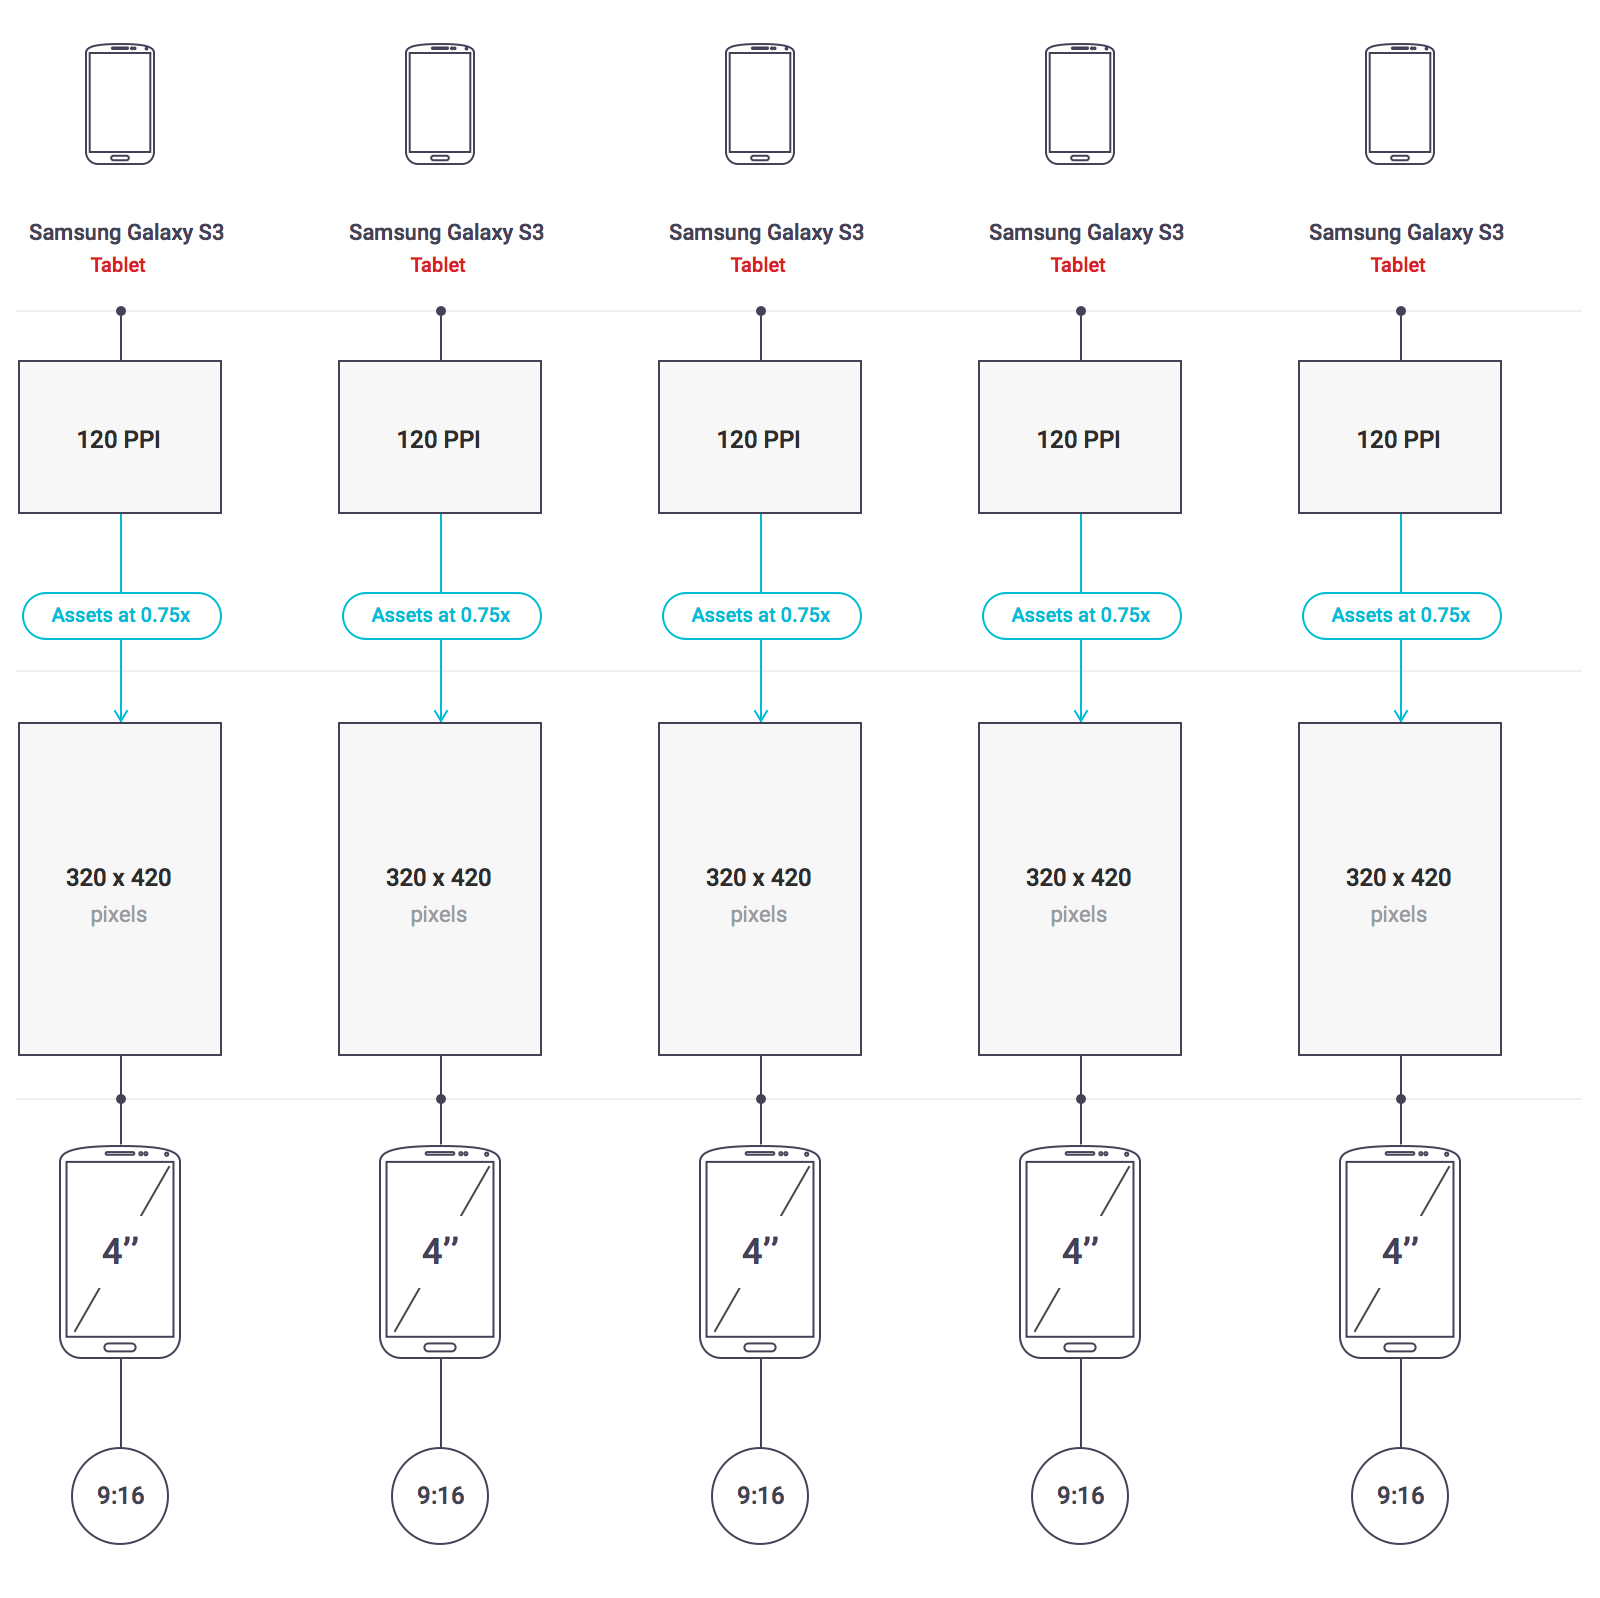 Samsung Galaxy S3 Samsung Galaxy S3 Samsung Galaxy S3 Samsung Galaxy S3 Samsung Galaxy S3
Tablet Tablet Tablet Tablet Tablet
120 PPI 120 PPI 120 PPI 120 PPI 120 PPI
Assets at 0.75x Assets at 0.75x Assets at 0.75x Assets at 0.75x Assets at 0.75x
320 x 420 320 x 420 320 x 420 320 x 420 320 x 420
pixels pixels pixels pixels pixels
4’’ 4’’ 4’’ 4’’ 4’’
9:16 9:16 9:16 9:16 9:16